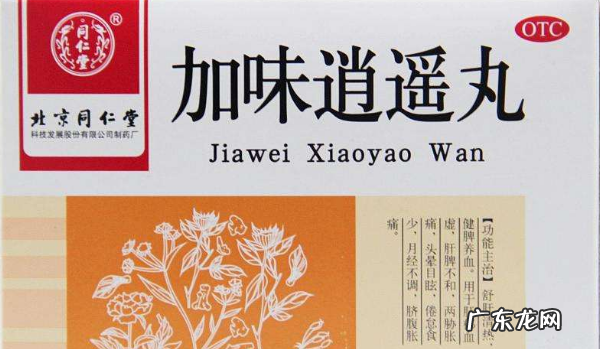 同仁堂
®
北京同仁堂
科技发展股份有限公司制药厂
OTC
加味逍遥丸
Jiawei Xiaoyao Wan
【功能主治】舒肝清热,
健脾养血。用于
血
虚,肝脾不和,两胁胀
痛,头晕目眩,倦怠食
少,月经不调,脐腹胀
痛。
广东龙网